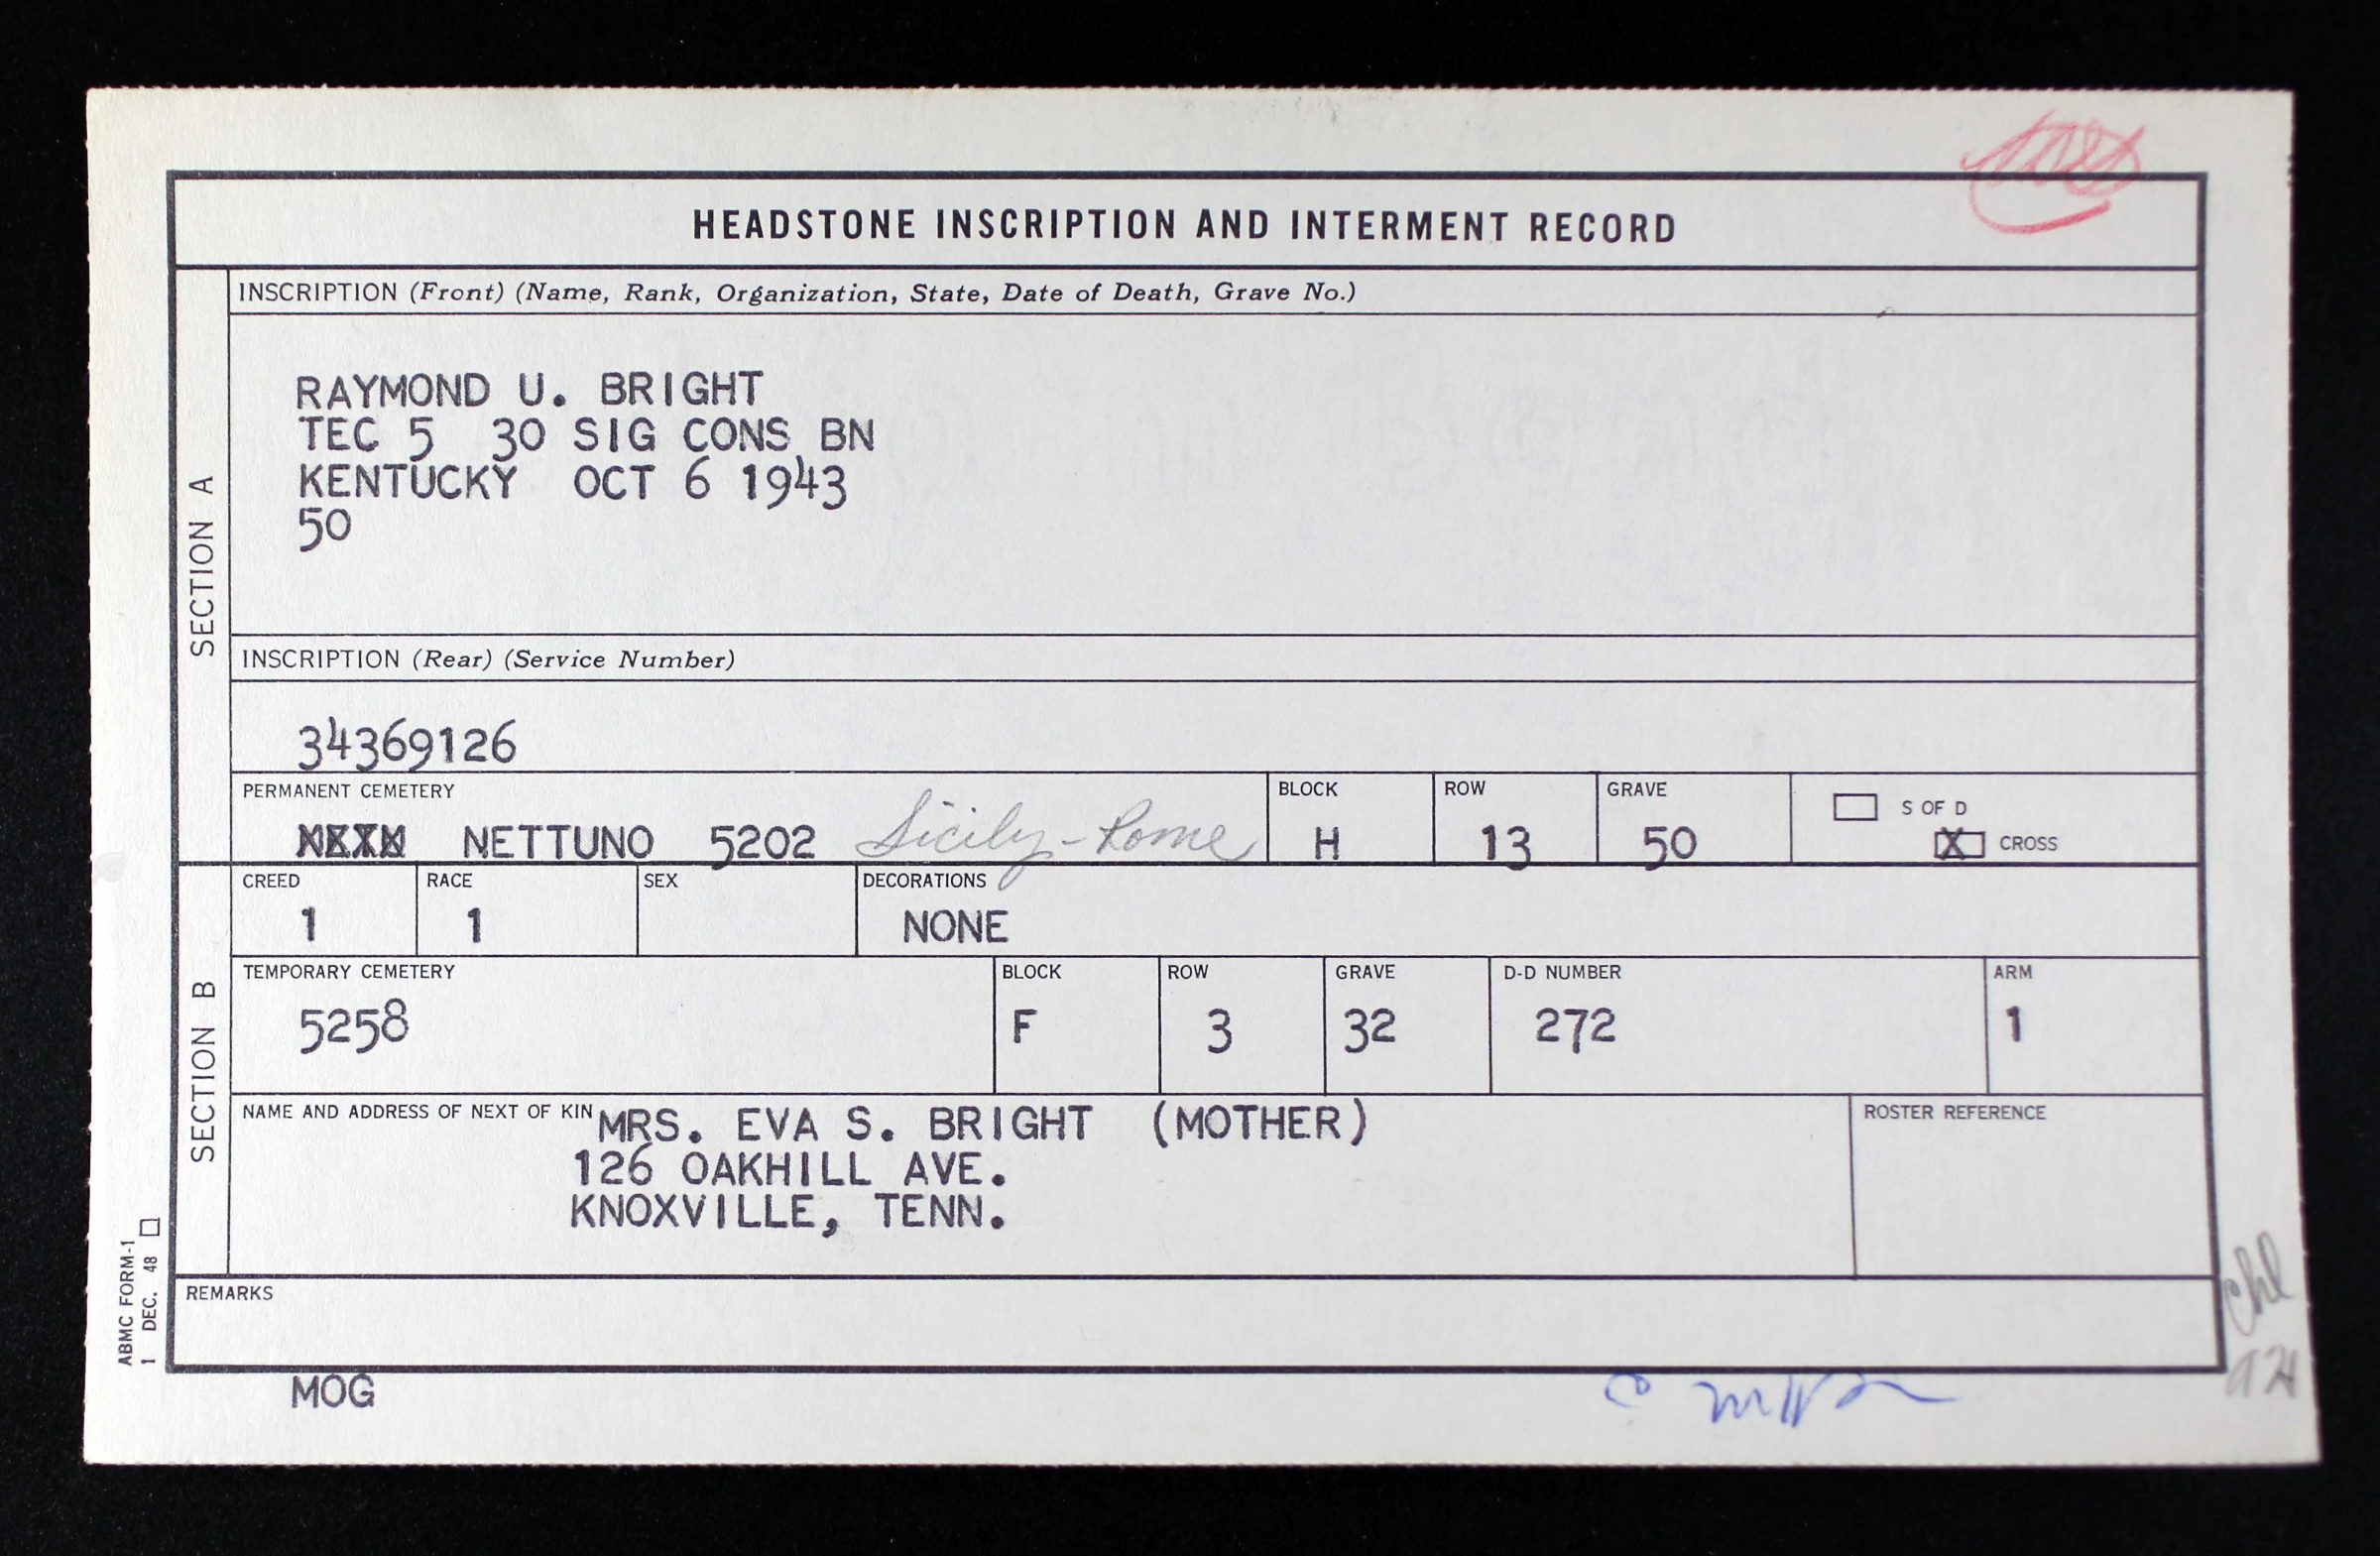 HEADSTONE INSCRIPTION AND INTERMENT RECORD
SECTION A
INSCRIPTION (Front) (Name, Rank, Organization, State, Date of Death, Grave No.)
RAYMOND U. BRIGHT
TEC 5 30 SIG CONS BN
KENTUCKY OCT 6 1943
50
INSCRIPTION (Rear) (Service Number)
34369126
PERMANENT CEMETERY
NETTUNO 5202 Sicily-Rome
BLOCK
H
ROW
13
GRAVE
50
S OF D
X CROSS
SECTION B
CREED
1
RACE
1
SEX
DECORATIONS
NONE
TEMPORARY CEMETERY
5258
BLOCK
F
ROW
3
GRAVE
32
D-D NUMBER
272
ARM
1
NAME AND ADDRESS OF NEXT OF KIN
MRS. EVA S. BRIGHT (MOTHER)
126 OAKHILL AVE.
KNOXVILLE, TENN.
ROSTER REFERENCE
REMARKS
ABMC FORM-1
1 DEC. 48
MOG